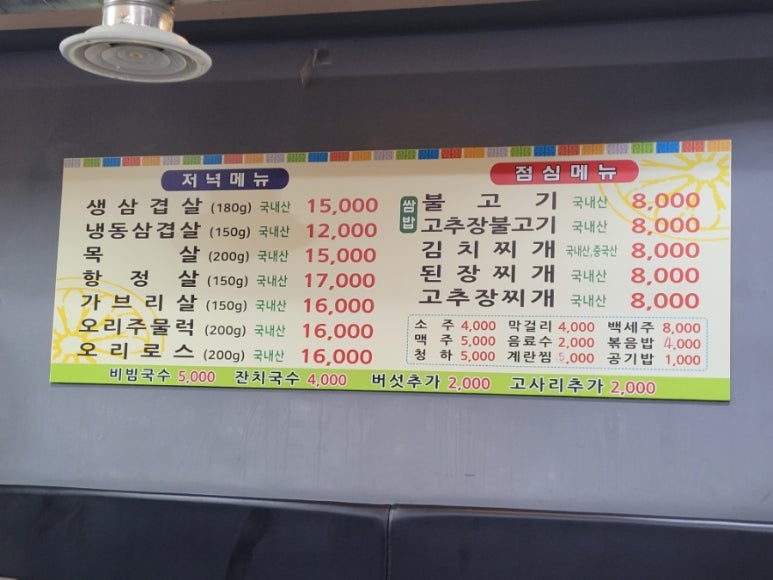 저녁메뉴
생삼겹살 (180g) 국내산 15,000
냉동삼겹살 (150g) 국내산 12,000
목살 (200g) 국내산 15,000
항정살 (150g) 국내산 17,000
가브리살 (150g) 국내산 16,000
오리주물럭 (200g) 국내산 16,000
오리로스 (200g) 국내산 16,000
점심메뉴
쌈밥
불고기 국내산 8,000
고추장불고기 국내산 8,000
김치찌개 국내산,중국산 8,000
된장찌개 국내산 8,000
고추장찌개 국내산 8,000
소주 4,000 막걸리 4,000 백세주 8,000
맥주 5,000 음료수 2,000 볶음밥 4,000
청하 5,000 계란찜 5,000 공기밥 1,000
비빔국수 5,000 잔치국수 4,000 버섯추가 2,000 고사리추가 2,000